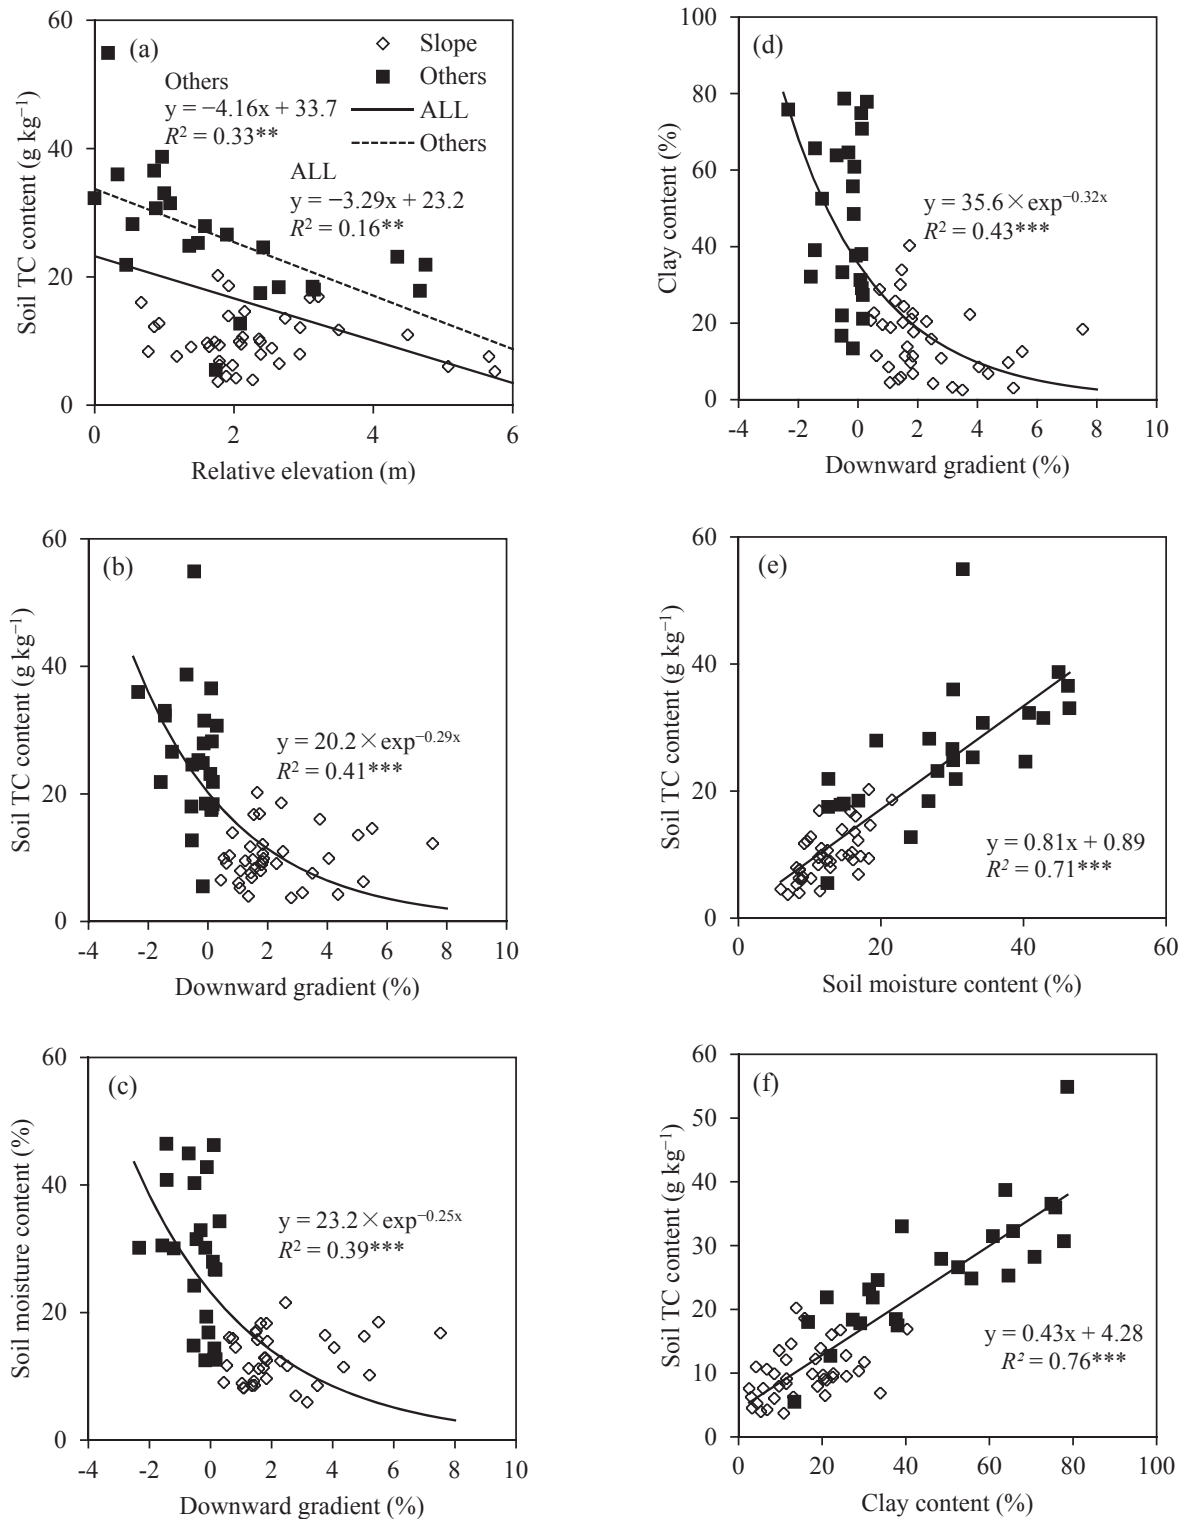 (a)
60
40
20
0
Soil TC content (g kg⁻¹)
Slope
Others
ALL
Others
Others
y = −4.16x + 33.7
R² = 0.33**
ALL
y = −3.29x + 23.2
R² = 0.16**
0 2 4 6
Relative elevation (m)
(d)
100
80
60
40
20
0
Clay content (%)
y = 35.6 × exp⁻⁰·³²ˣ
R² = 0.43***
-4 -2 0 2 4 6 8 10
Downward gradient (%)
(b)
60
40
20
0
Soil TC content (g kg⁻¹)
y = 20.2 × exp⁻⁰·²⁹ˣ
R² = 0.41***
-4 -2 0 2 4 6 8 10
Downward gradient (%)
(e)
60
40
20
0
Soil TC content (g kg⁻¹)
y = 0.81x + 0.89
R² = 0.71***
0 20 40 60
Soil moisture content (%)
(c)
60
40
20
0
Soil moisture content (%)
y = 23.2 × exp⁻⁰·²⁵ˣ
R² = 0.39***
-4 -2 0 2 4 6 8 10
Downward gradient (%)
(f)
60
50
40
30
20
10
0
Soil TC content (g kg⁻¹)
y = 0.43x + 4.28
R² = 0.76***
0 20 40 60 80 100
Clay content (%)